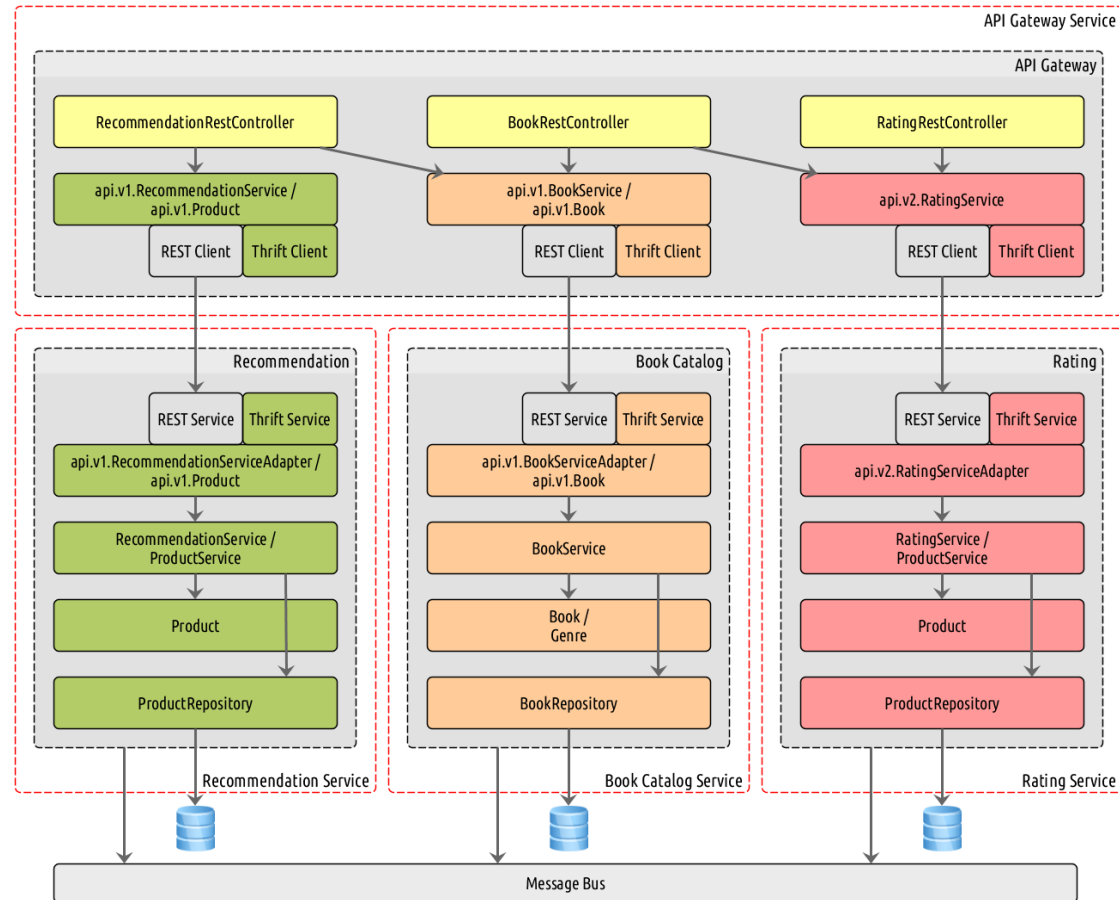 API Gateway Service
API Gateway
RecommendationRestController
BookRestController
RatingRestController
api.v1.RecommendationService /
api.v1.Product
api.v1.BookService /
api.v1.Book
api.v2.RatingService
REST Client
Thrift Client
REST Client
Thrift Client
REST Client
Thrift Client
Recommendation
Book Catalog
Rating
REST Service
Thrift Service
REST Service
Thrift Service
REST Service
Thrift Service
api.v1.RecommendationServiceAdapter /
api.v1.Product
api.v1.BookServiceAdapter /
api.v1.Book
api.v2.RatingServiceAdapter
RecommendationService /
ProductService
BookService
RatingService /
ProductService
Product
Book /
Genre
Product
ProductRepository
BookRepository
ProductRepository
Recommendation Service
Book Catalog Service
Rating Service
Message Bus